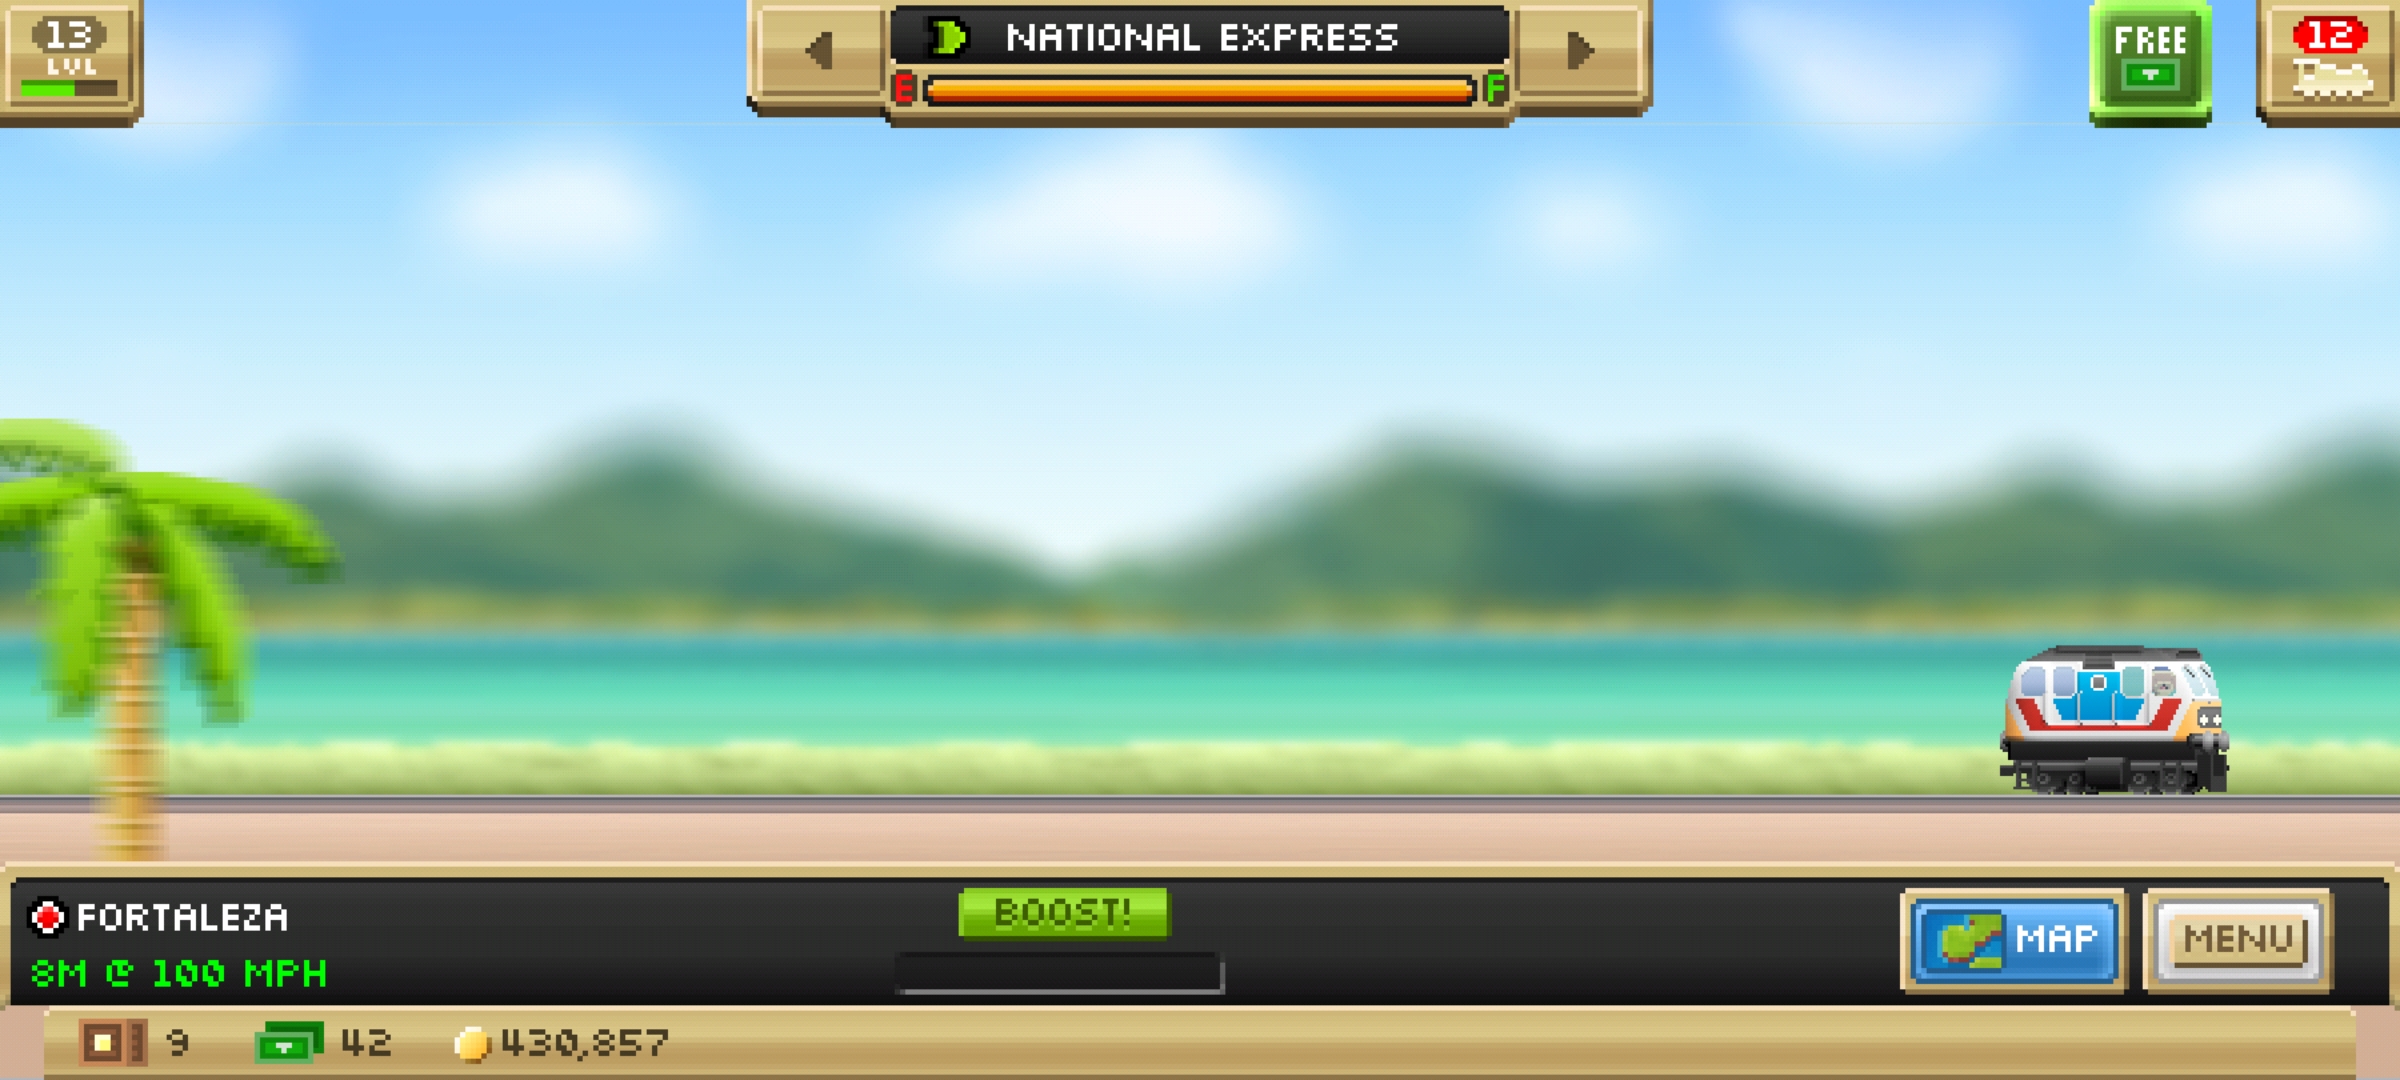 13
LVL
NATIONAL EXPRESS
E F
FREE
12
FORTALEZA
8M @ 100 MPH
BOOST!
MAP
MENU
9 42 430,857